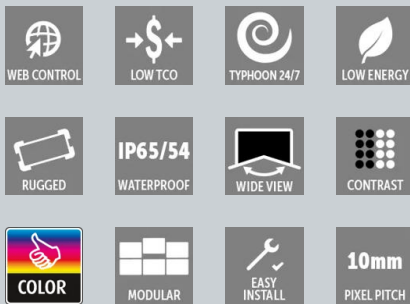 WEB CONTROL
LOW TCO
TYPHOON 24/7
LOW ENERGY
RUGGED
IP65/54
WATERPROOF
WIDE VIEW
CONTRAST
COLOR
MODULAR
EASY
INSTALL
10mm
PIXEL PITCH